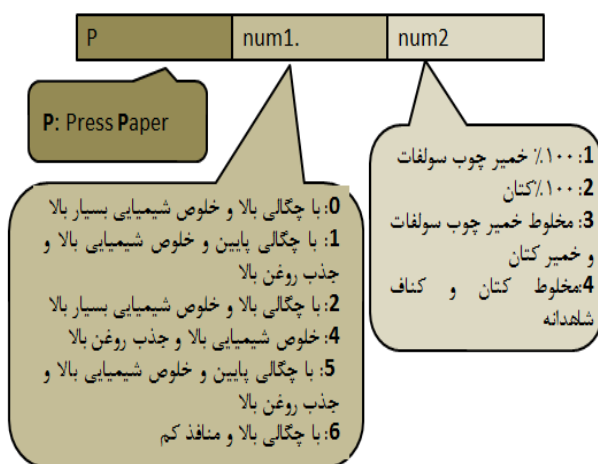 P num1. num2
P: Press Paper
0: با چگالی بالا و خلوص شیمیایی بسیار بالا
1: با چگالی پایین و خلوص شیمیایی بالا و
جذب روغن بالا
2: با چگالی بالا و خلوص شیمیایی بسیار بالا
4: خلوص شیمیایی بالا و جذب روغن بالا
5: با چگالی پایین و خلوص شیمیایی بالا و
جذب روغن بالا
6: با چگالی بالا و منافذ کم
1: ۱۰۰٪ خمیر چوب سولفات
2: ۱۰۰٪کتان
3: مخلوط خمیر چوب سولفات
و خمیر کتان
4:مخلوط کتان و کناف
شاهدانه